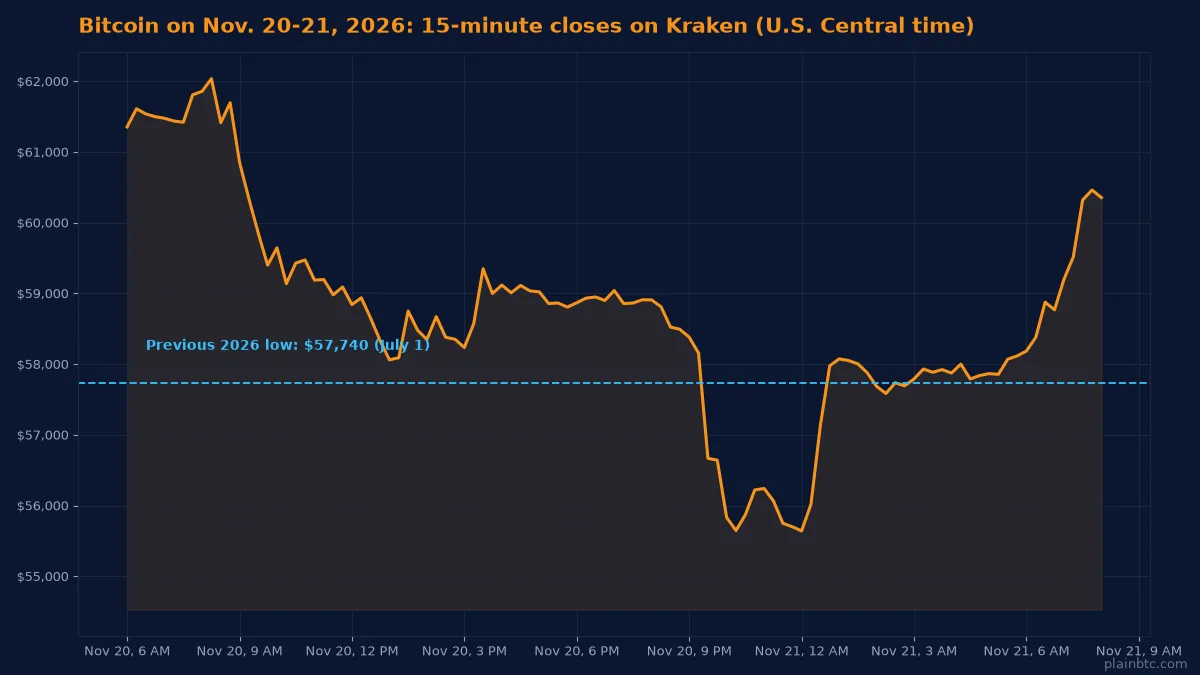 Bitcoin on Nov. 20-21, 2026: 15-minute closes on Kraken (U.S. Central time)
$62,000
$61,000
$60,000
$59,000
Previous 2026 low: $57,740 (July 1)
$58,000
$57,000
$56,000
$55,000
Nov 20, 6 AM
Nov 20, 9 AM
Nov 20, 12 PM
Nov 20, 3 PM
Nov 20, 6 PM
Nov 20, 9 PM
Nov 21, 12 AM
Nov 21, 3 AM
Nov 21, 6 AM
Nov 21, 9 AM
plainbtc.com